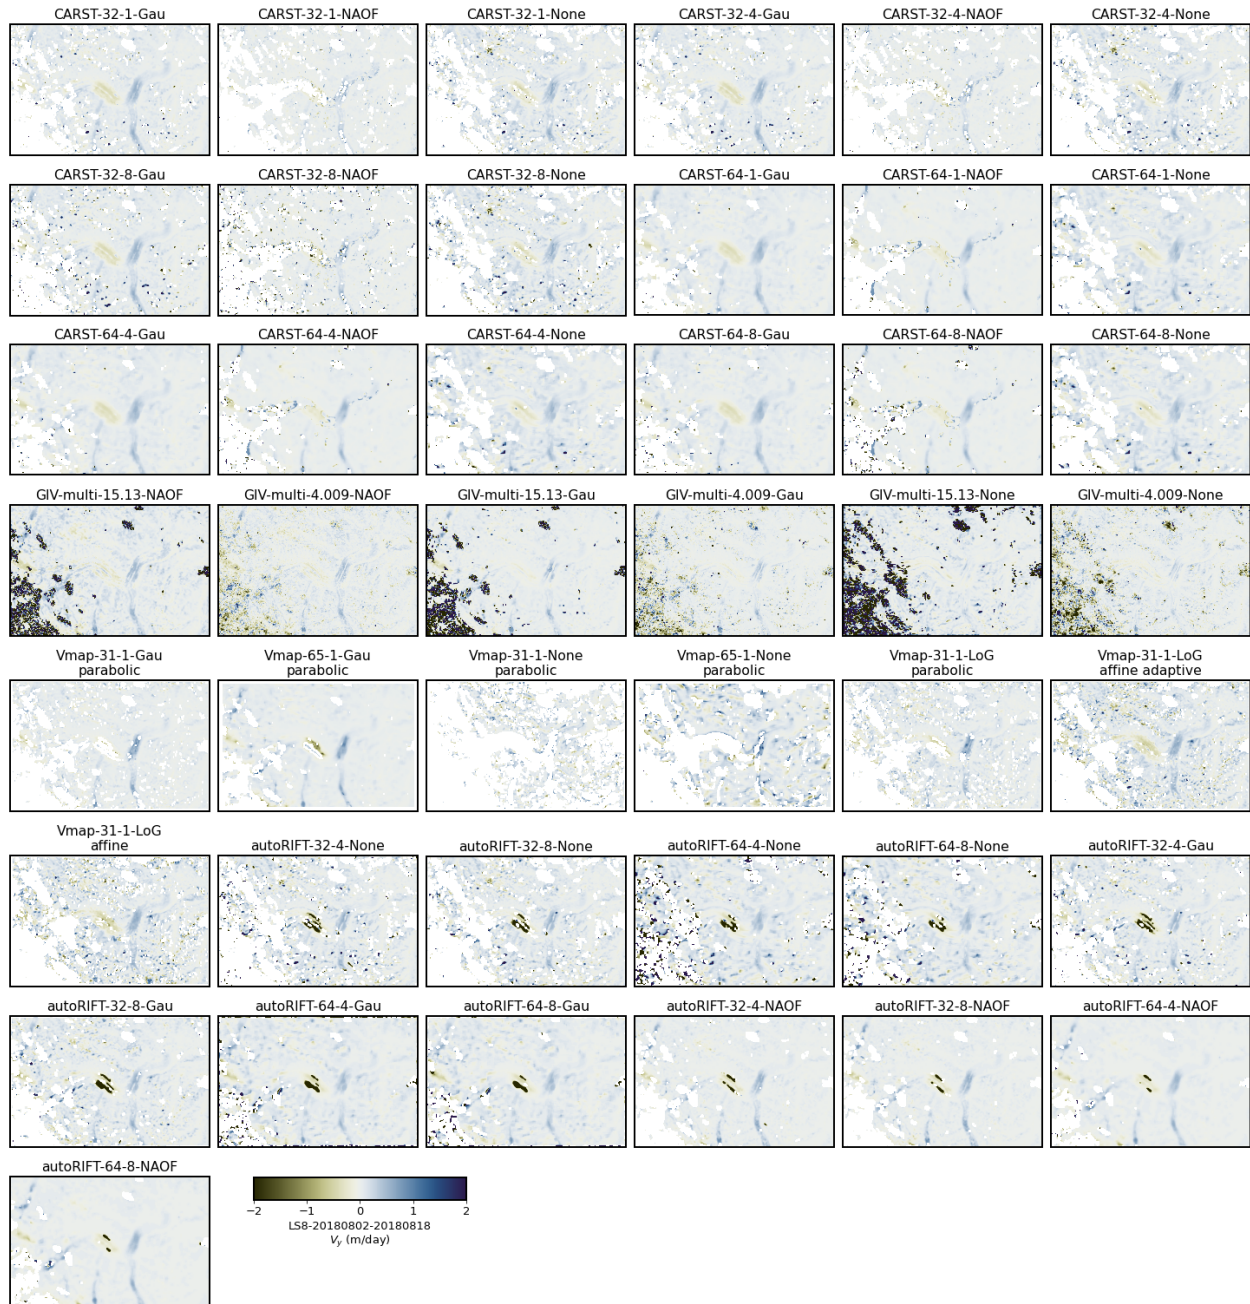 CARST-32-1-Gau
CARST-32-1-NAOF
CARST-32-1-None
CARST-32-4-Gau
CARST-32-4-NAOF
CARST-32-4-None
CARST-32-8-Gau
CARST-32-8-NAOF
CARST-32-8-None
CARST-64-1-Gau
CARST-64-1-NAOF
CARST-64-1-None
CARST-64-4-Gau
CARST-64-4-NAOF
CARST-64-4-None
CARST-64-8-Gau
CARST-64-8-NAOF
CARST-64-8-None
GIV-multi-15.13-NAOF
GIV-multi-4.009-NAOF
GIV-multi-15.13-Gau
GIV-multi-4.009-Gau
GIV-multi-15.13-None
GIV-multi-4.009-None
Vmap-31-1-Gau
parabolic
Vmap-65-1-Gau
parabolic
Vmap-31-1-None
parabolic
Vmap-65-1-None
parabolic
Vmap-31-1-LoG
parabolic
Vmap-31-1-LoG
affine adaptive
Vmap-31-1-LoG
affine
autoRIFT-32-4-None
autoRIFT-32-8-None
autoRIFT-64-4-None
autoRIFT-64-8-None
autoRIFT-32-4-Gau
autoRIFT-32-8-Gau
autoRIFT-64-4-Gau
autoRIFT-64-8-Gau
autoRIFT-32-4-NAOF
autoRIFT-32-8-NAOF
autoRIFT-64-4-NAOF
autoRIFT-64-8-NAOF
−2 −1 0 1 2
LS8-20180802-20180818
Vy (m/day)